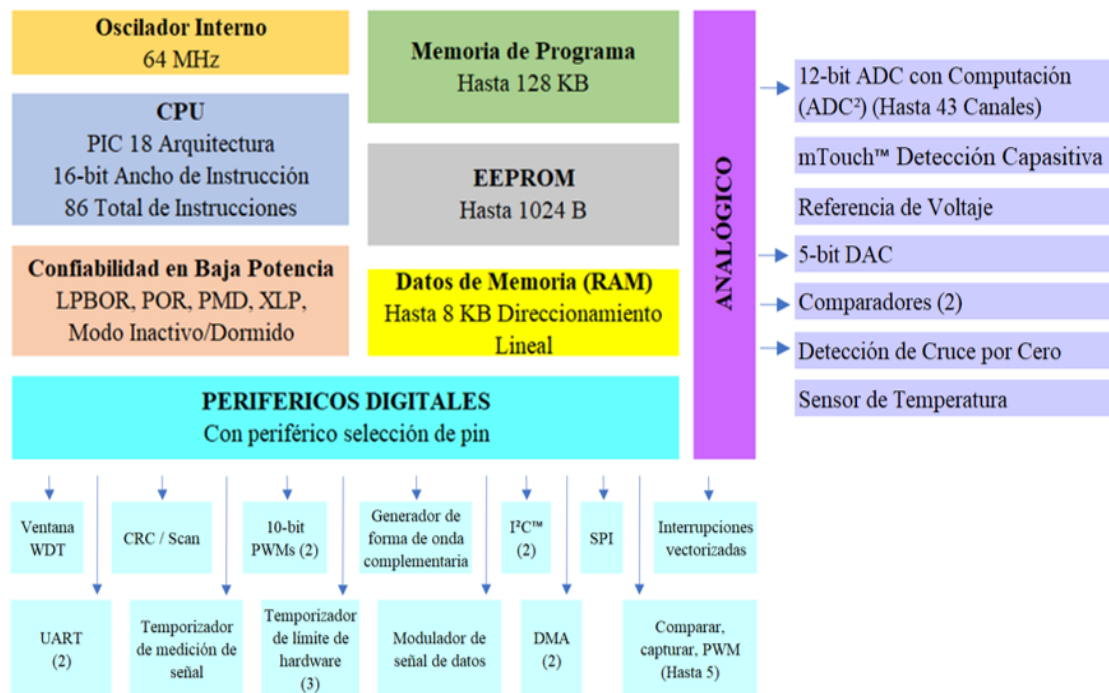 Oscilador Interno
64 MHz
CPU
PIC 18 Arquitectura
16-bit Ancho de Instrucción
86 Total de Instrucciones
Confiabilidad en Baja Potencia
LPBOR, POR, PMD, XLP,
Modo Inactivo/Dormido
Memoria de Programa
Hasta 128 KB
EEPROM
Hasta 1024 B
Datos de Memoria (RAM)
Hasta 8 KB Direccionamiento
Lineal
PERIFERICOS DIGITALES
Con periférico selección de pin
ANALÓGICO
12-bit ADC con Computación
(ADC²) (Hasta 43 Canales)
mTouch™ Detección Capasitiva
Referencia de Voltaje
5-bit DAC
Comparadores (2)
Detección de Cruce por Cero
Sensor de Temperatura
Ventana
WDT
CRC / Scan
10-bit
PWMs (2)
Generador de
forma de onda
complementaria
I²C™
(2)
SPI
Interrupciones
vectorizadas
UART
(2)
Temporizador
de medición de
señal
Temporizador
de límite de
hardware
(3)
Modulador de
señal de datos
DMA
(2)
Comparar,
capturar, PWM
(Hasta 5)